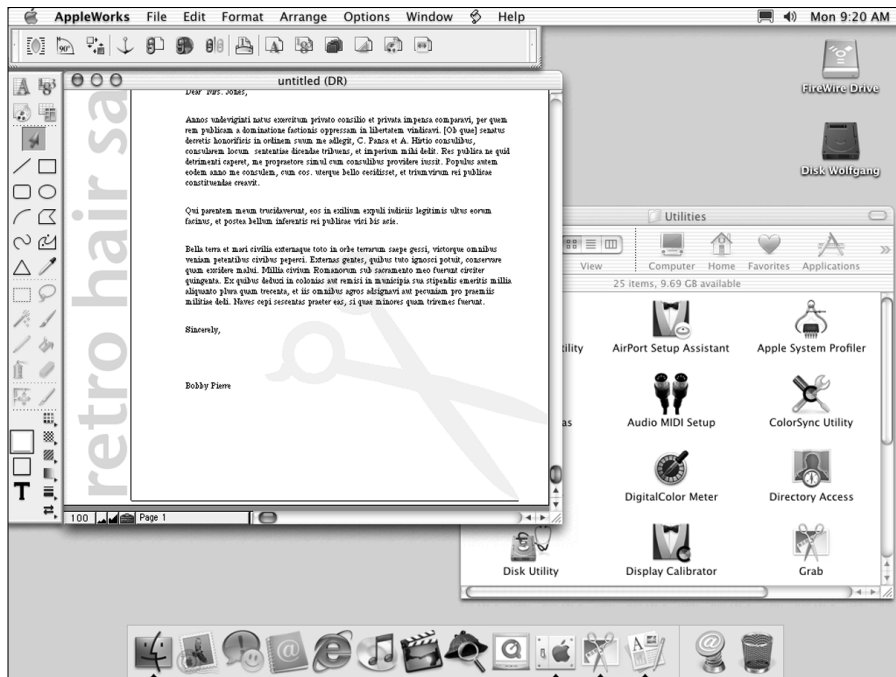 AppleWorks File Edit Format Arrange Options Window Help
Mon 9:20 AM
90°
untitled (DR)
FireWire Drive
Disk Wolfgang
retro hair sa
Dear Mrs. Jones,
Annos undeviginti natus exercitum privato consilio et privata impensa comparavi, per quem
rem publicam a dominatione factionis oppressam in libertatem vindicavi. [Ob quae] senatus
decretis honorificis in ordinem suum me adlegit, C. Pansa et A. Hirtio consulibus,
consularem locum sententiae dicendae tribuens, et imperium mihi dedit. Res publica ne quid
detrimenti caperet, me propraetore simul cum consulibus providere iussit. Populus autem
eodem anno me consulem, cum cos. uterque bello cecidisset, et triumvirum rei publicae
constituendae creavit.
Qui parentem meum trucidaverunt, eos in exilium expuli iudiciis legitimis ultus eorum
facinus, et postea bellum inferentis rei publicae vici bis acie.
Bella terra et mari civilia externaque toto in orbe terrarum saepe gessi, victorque omnibus
veniam petentibus civibus peperci. Externas gentes, quibus tuto ignosci potuit, conservare
quam excidere malui. Millia civium Romanorum sub sacramento meo fuerunt circiter
quingenta. Ex quibus deduxi in colonias aut remisi in municipia sua stipendis emeritis millia
aliquanto plura quam trecenta, et iis omnibus agros adsignavi aut pecuniam pro praemiis
militiae dedi. Naves cepi sescentas praeter eas, si quae minores quam triremes fuerunt.
Sincerely,
Bobby Pierre
100 Page 1
Utilities
View Computer Home Favorites Applications
25 items, 9.69 GB available
tility AirPort Setup Assistant Apple System Profiler
as Audio MIDI Setup ColorSync Utility
DigitalColor Meter Directory Access
Disk Utility Display Calibrator Grab